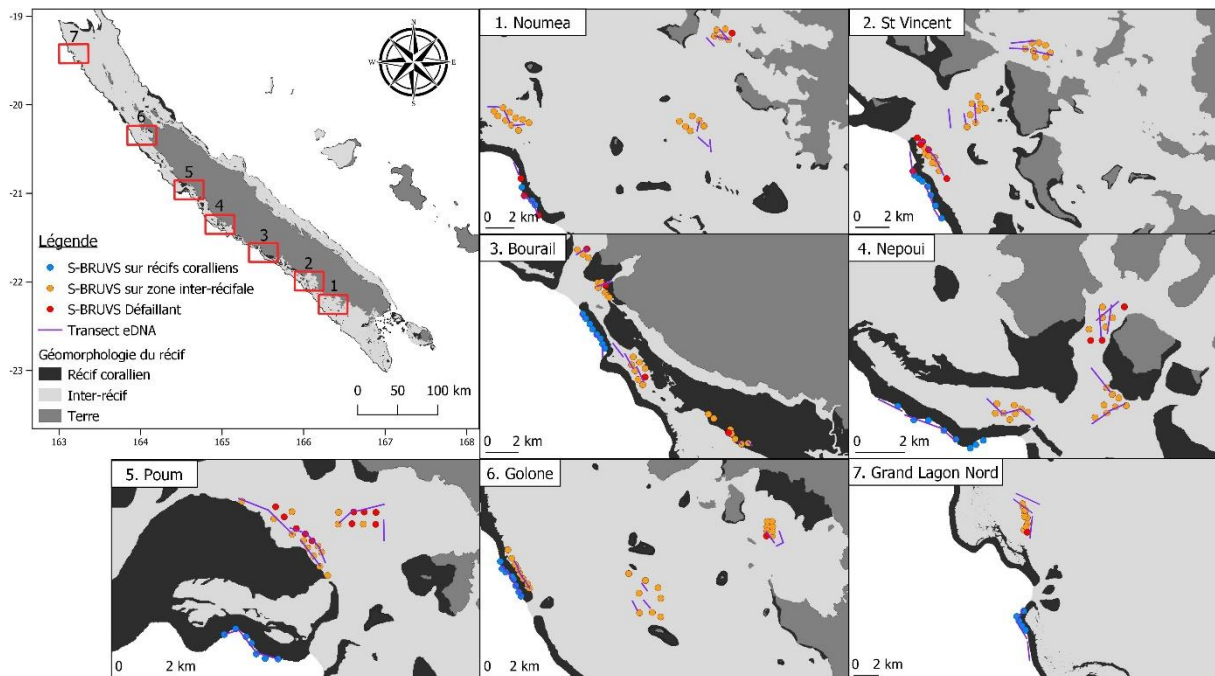 -19
-20
-21
-22
-23
163
164
165
166
167
168
7
6
5
4
3
2
1
N
W
E
S
Légende
S-BRUVS sur récifs coralliens
S-BRUVS sur zone inter-récifale
S-BRUVS Défaillant
Transect eDNA
Géomorphologie du récif
Récif corallien
Inter-récif
Terre
0 50 100 km
1. Noumea
0 2 km
2. St Vincent
0 2 km
3. Bourail
0 2 km
4. Nepoui
0 2 km
5. Poum
0 2 km
6. Golone
0 2 km
7. Grand Lagon Nord
0 2 km